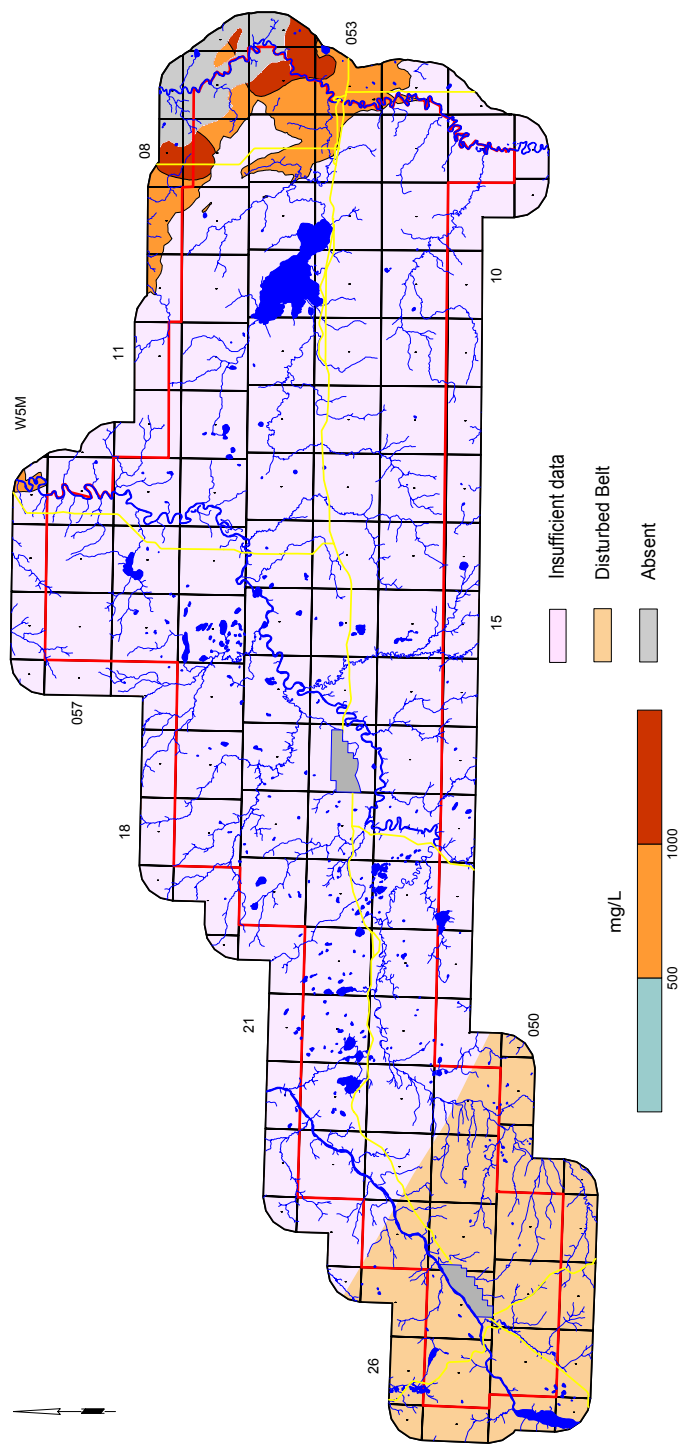 053
08
10
11
W5M
15
057
18
21
050
26
Insufficient data
Disturbed Belt
Absent
mg/L
500
1000